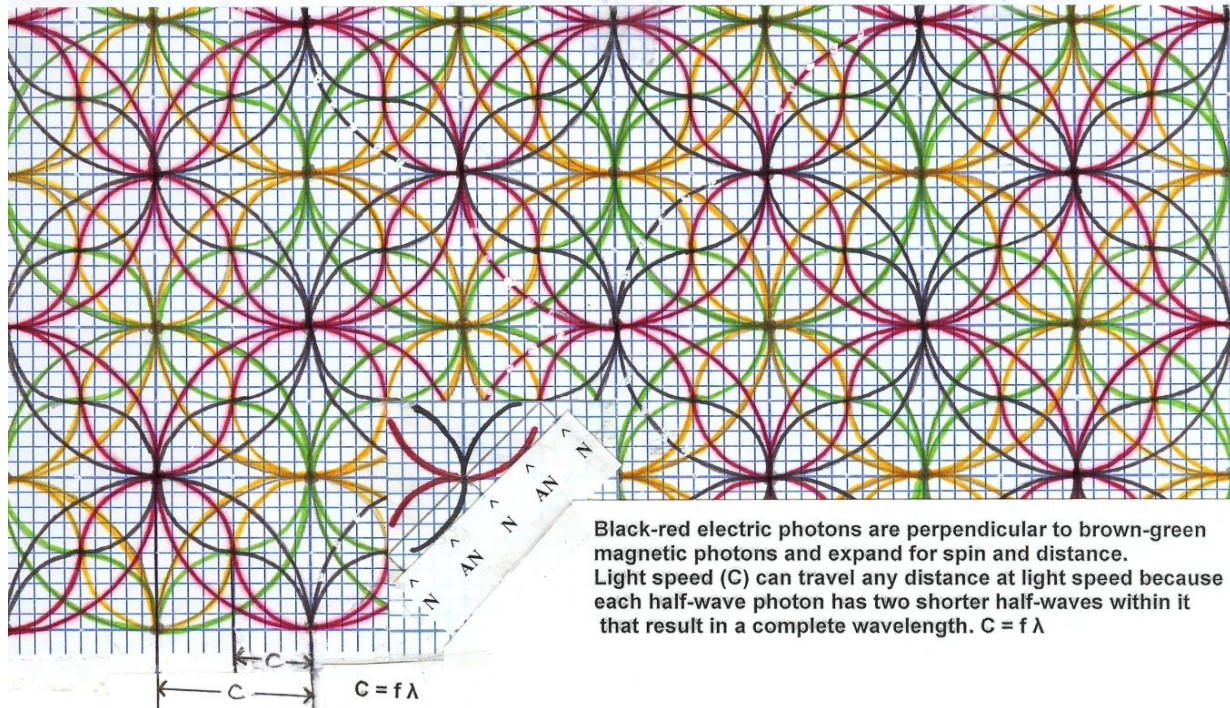 ^ N
^ AN
^ N
^ AN
^ N
Black-red electric photons are perpendicular to brown-green
magnetic photons and expand for spin and distance.
Light speed (C) can travel any distance at light speed because
each half-wave photon has two shorter half-waves within it
that result in a complete wavelength. C = f λ
C
C
C = f λ